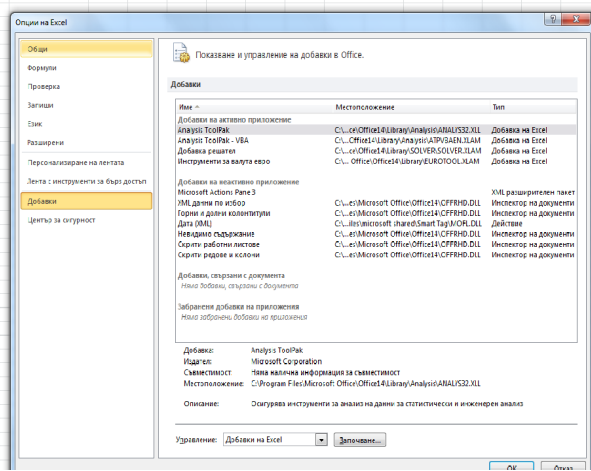 Опции на Excel
Общи
Формули
Проверка
Запиши
Език
Разширени
Персонализиране на лентата
Лента с инструменти за бърз достъп
Добавки
Център за сигурност
Показване и управление на добавки в Office.
Добавки
Име Местоположение Тип
Добавки на активно приложение
Analysis ToolPak C:\...ce\Office14\Library\Analysis\ANALYS32.XLL Добавка на Excel
Analysis ToolPak - VBA C:\...ce\Office14\Library\Analysis\ATPVBAEN.XLAM Добавка на Excel
Добавка решател C:\...ce\Office14\Library\SOLVER\SOLVER.XLAM Добавка на Excel
Инструменти за валута евро C:\... Office\Office14\Library\EUROTOOL.XLAM Добавка на Excel
Добавки на неактивно приложение
Microsoft Actions Pane 3 XML разширителен пакет
XML данни по избор C:\...es\Microsoft Office\Office14\OFFRHD.DLL Инспектор на документи
Горни и долни колонтитули C:\...es\Microsoft Office\Office14\OFFRHD.DLL Инспектор на документи
Дата (XML) C:\...iles\microsoft shared\Smart Tag\MOFL.DLL Действие
Невидимо съдържание C:\...es\Microsoft Office\Office14\OFFRHD.DLL Инспектор на документи
Скрити работни листове C:\...es\Microsoft Office\Office14\OFFRHD.DLL Инспектор на документи
Скрити редове и колони C:\...es\Microsoft Office\Office14\OFFRHD.DLL Инспектор на документи
Добавки, свързани с документа
Няма добавки, свързани с документа
Забранени добавки на приложения
Няма забранени добавки на приложения
Добавка: Analysis ToolPak
Издател: Microsoft Corporation
Съвместимост: Няма налична информация за съвместимост
Местоположение: C:\Program Files\Microsoft Office\Office14\Library\Analysis\ANALYS32.XLL
Описание: Осигурява инструменти за анализ на данни за статистически и инженерен анализ
Управление: Добавки на Excel Започване...
OK Отказ